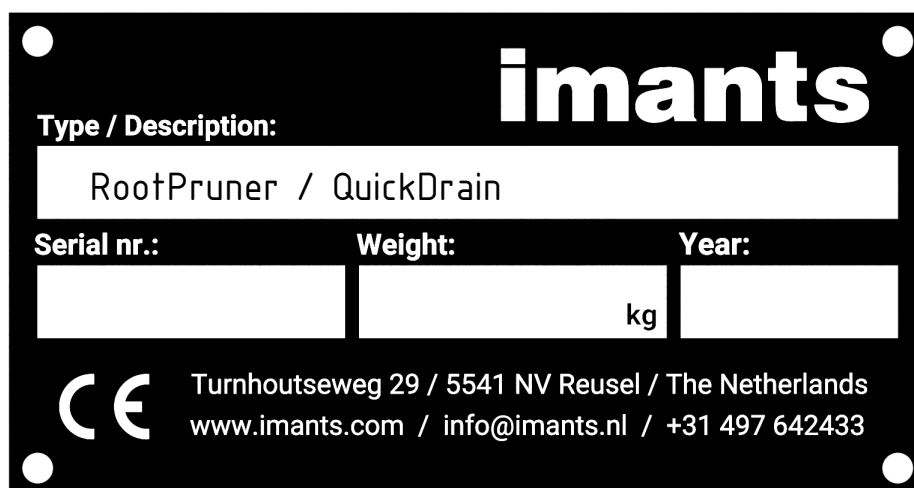 imants
Type / Description:
RootPruner / QuickDrain
Serial nr.: Weight: Year:
kg
CE Turnhoutseweg 29 / 5541 NV Reusel / The Netherlands
www.imants.com / info@imants.nl / +31 497 642433